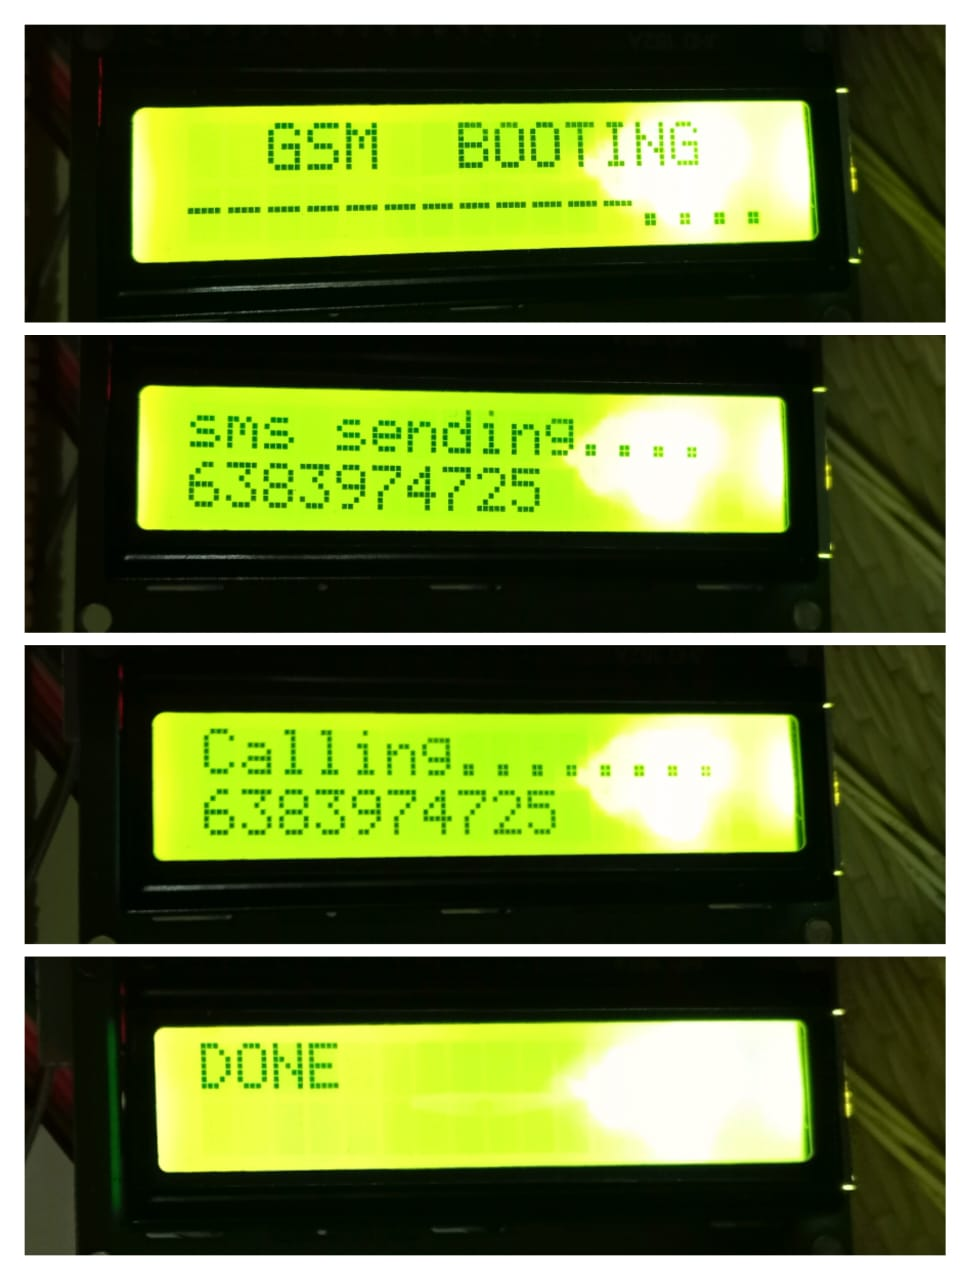 GSM BOOTING
------------....
sms sending....
6383974725
Calling........
6383974725
DONE